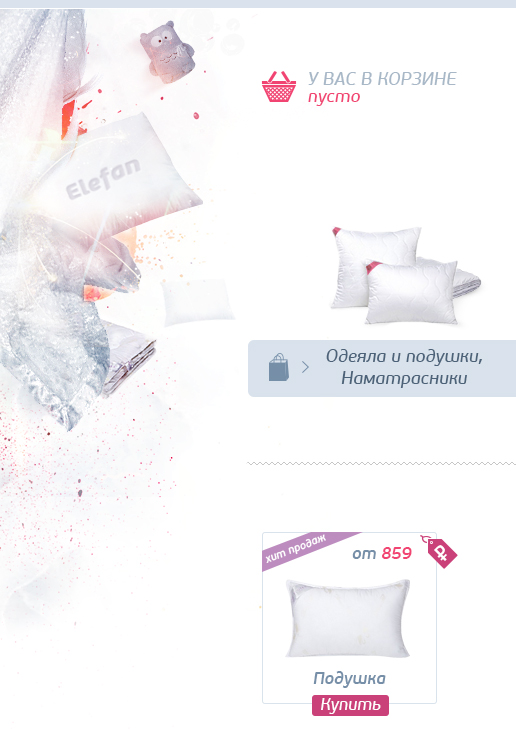 Elefan
У ВАС В КОРЗИНЕ
пусто
Одеяла и подушки,
Наматрасники
хит продаж
от 859
₽
Подушка
Купить